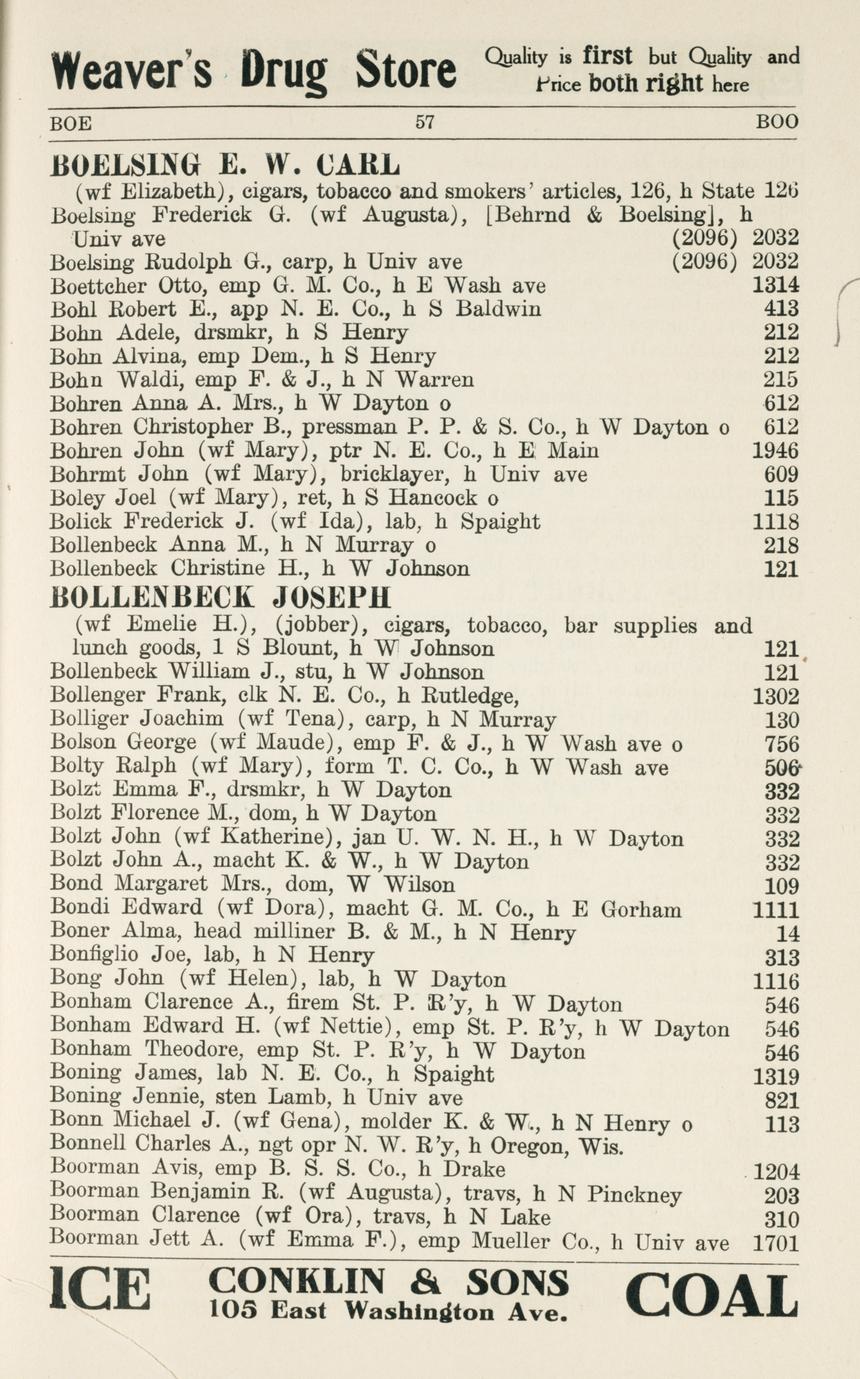 Weaver's Drug Store
Quality is first but Quality and
Price both right here
BOE 57 BOO
BOELSING E. W. CARL
(wf Elizabeth), cigars, tobacco and smokers' articles, 126, h State 126
Boelsing Frederick G. (wf Augusta), [Behrnd & Boelsing], h
Univ ave (2096) 2032
Boelsing Rudolph G., carp, h Univ ave (2096) 2032
Boettcher Otto, emp G. M. Co., h E Wash ave 1314
Bohl Robert E., app N. E. Co., h S Baldwin 413
Bohn Adele, drsmkr, h S Henry 212
Bohn Alvina, emp Dem., h S Henry 212
Bohn Waldi, emp F. & J., h N Warren 215
Bohren Anna A. Mrs., h W Dayton o 612
Bohren Christopher B., pressman P. P. & S. Co., h W Dayton o 612
Bohren John (wf Mary), ptr N. E. Co., h E Main 1946
Bohrmt John (wf Mary), bricklayer, h Univ ave 609
Boley Joel (wf Mary), ret, h S Hancock o 115
Bolick Frederick J. (wf Ida), lab, h Spaight 1118
Bollenbeck Anna M., h N Murray o 218
Bollenbeck Christine H., h W Johnson 121
BOLLENBECK JOSEPH
(wf Emelie H.), (jobber), cigars, tobacco, bar supplies and
lunch goods, 1 S Blount, h W Johnson 121
Bollenbeck William J., stu, h W Johnson 121
Bollenger Frank, clk N. E. Co., h Rutledge, 1302
Bolliger Joachim (wf Tena), carp, h N Murray 130
Bolson George (wf Maude), emp F. & J., h W Wash ave o 756
Bolty Ralph (wf Mary), form T. C. Co., h W Wash ave 506
Bolzt Emma F., drsmkr, h W Dayton 332
Bolzt Florence M., dom, h W Dayton 332
Bolzt John (wf Katherine), jan U. W. N. H., h W Dayton 332
Bolzt John A., macht K. & W., h W Dayton 332
Bond Margaret Mrs., dom, W Wilson 109
Bondi Edward (wf Dora), macht G. M. Co., h E Gorham 1111
Boner Alma, head milliner B. & M., h N Henry 14
Bonfiglio Joe, lab, h N Henry 313
Bong John (wf Helen), lab, h W Dayton 1116
Bonham Clarence A., firem St. P. R'y, h W Dayton 546
Bonham Edward H. (wf Nettie), emp St. P. R'y, h W Dayton 546
Bonham Theodore, emp St. P. R'y, h W Dayton 546
Boning James, lab N. E. Co., h Spaight 1319
Boning Jennie, sten Lamb, h Univ ave 821
Bonn Michael J. (wf Gena), molder K. & W., h N Henry o 113
Bonnell Charles A., ngt opr N. W. R'y, h Oregon, Wis.
Boorman Avis, emp B. S. S. Co., h Drake 1204
Boorman Benjamin R. (wf Augusta), travs, h N Pinckney 203
Boorman Clarence (wf Ora), travs, h N Lake 310
Boorman Jett A. (wf Emma F.), emp Mueller Co., h Univ ave 1701
ICE CONKLIN & SONS COAL
105 East Washington Ave.